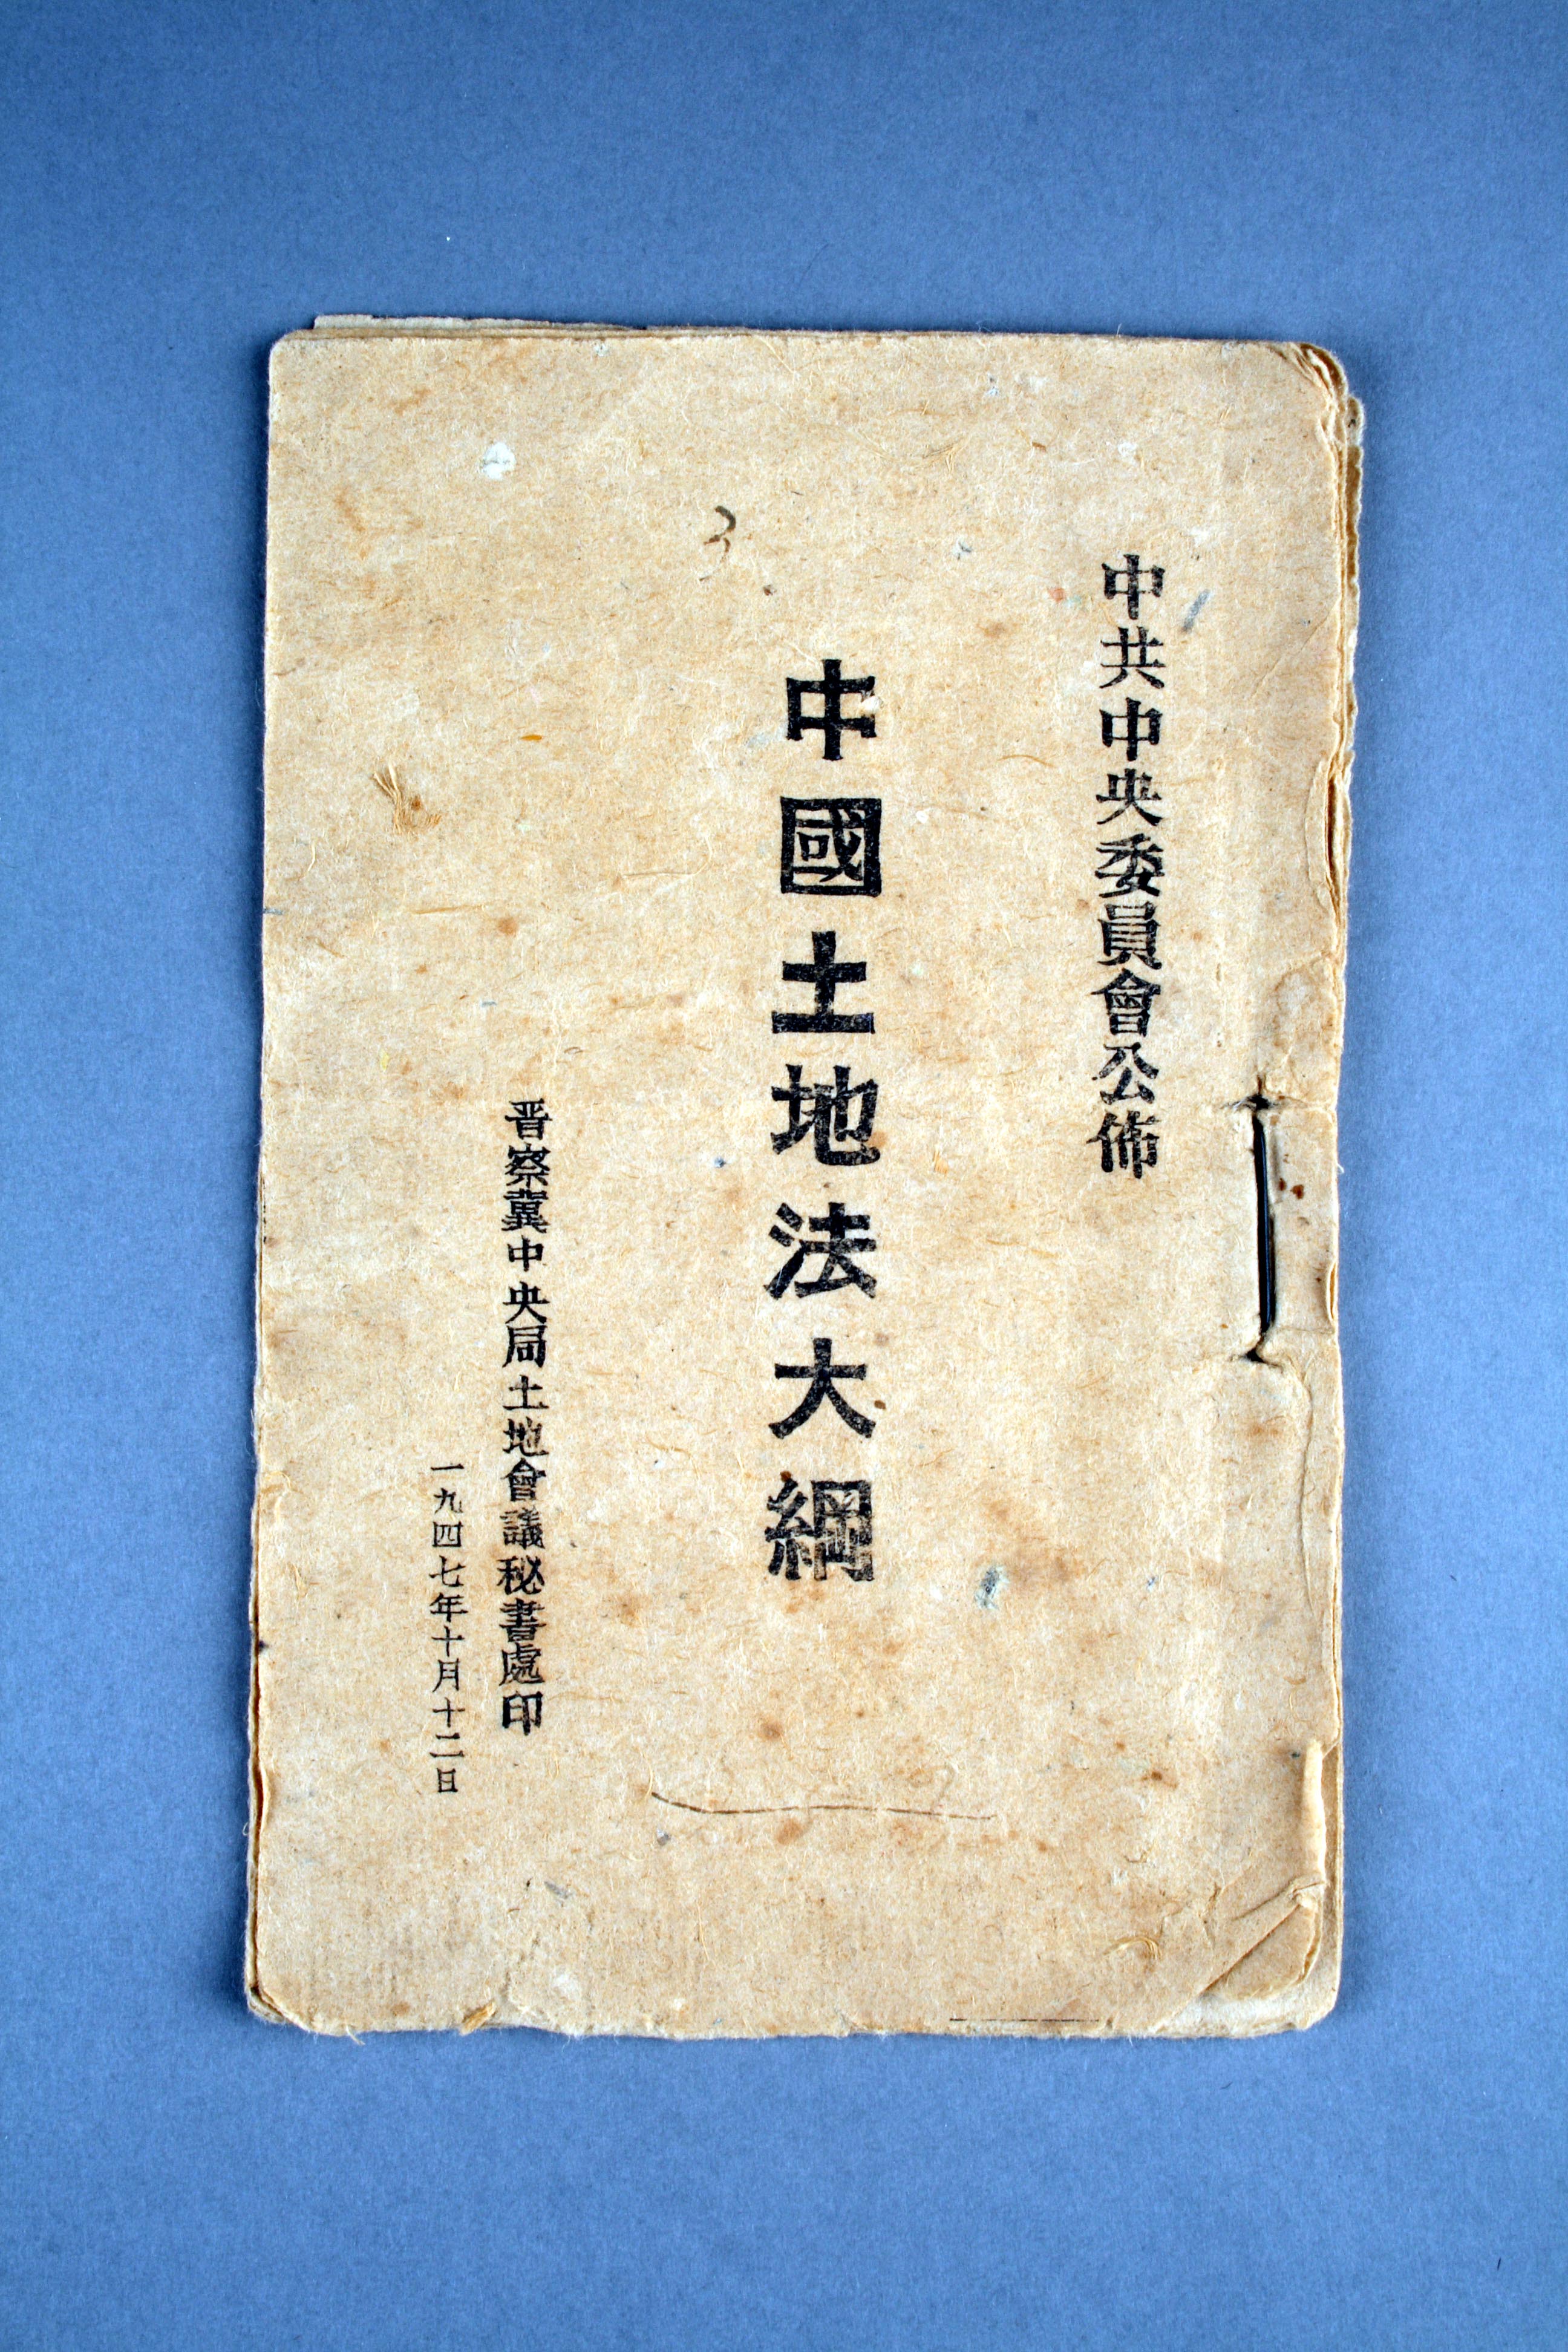 中共中央委員會公佈
中國土地法大綱
晋察冀中央局土地會議秘書處印
一九四七年十月十二日